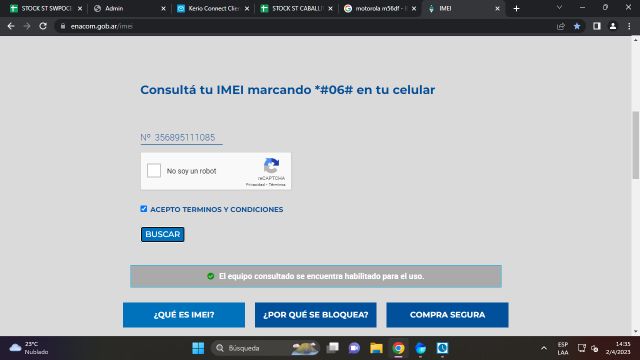 STOCK ST SWPOCE
Admin
Kerio Connect Clien
STOCK ST CABALLI
motorola m56df - B
IMEI
enacom.gob.ar/imei
Consultá tu IMEI marcando *#06# en tu celular
Nº 356895111085
No soy un robot
reCAPTCHA
Privacidad - Términos
ACEPTO TERMINOS Y CONDICIONES
BUSCAR
El equipo consultado se encuentra habilitado para el uso.
¿QUÉ ES IMEI?
¿POR QUÉ SE BLOQUEA?
COMPRA SEGURA
23°C
Nublado
Búsqueda
ESP
LAA
14:35
2/4/2023